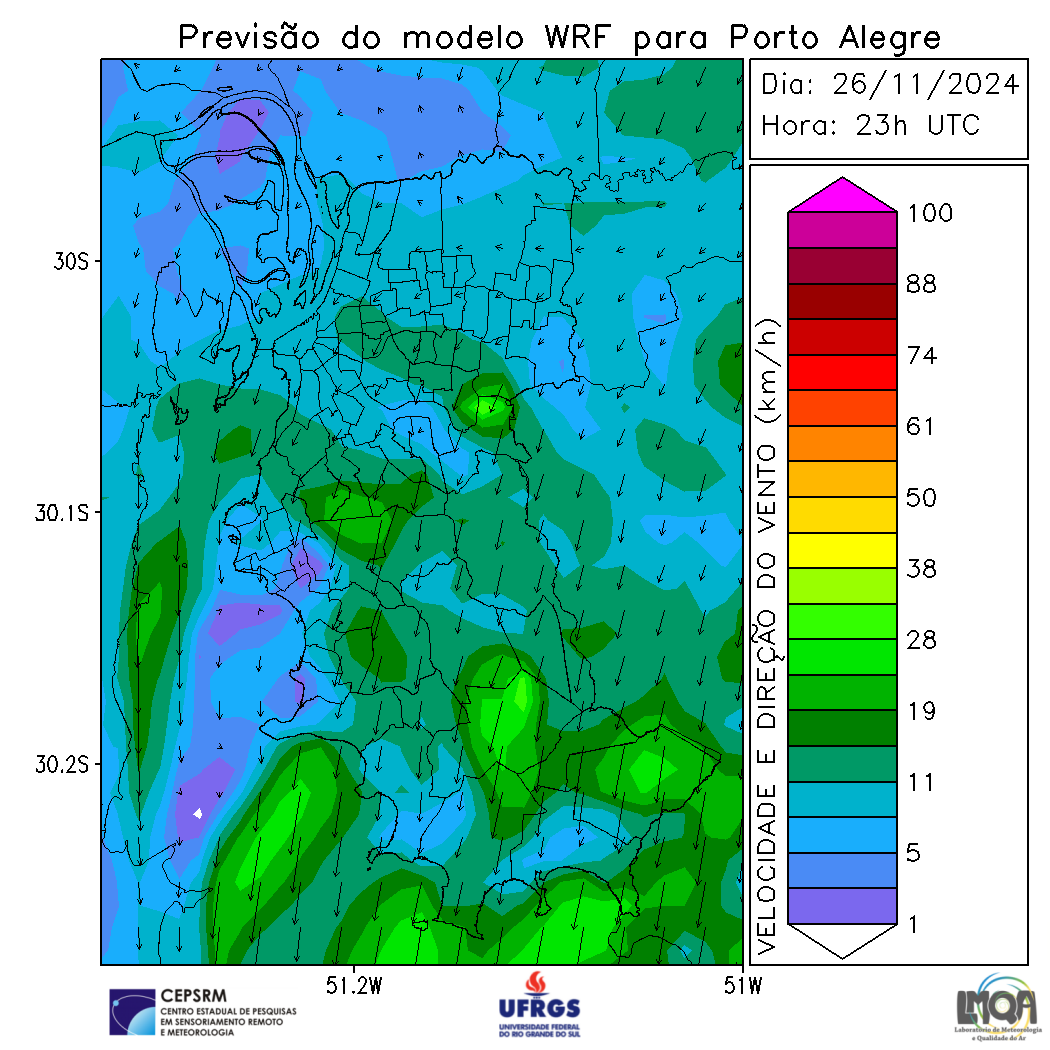 Previsão do modelo WRF para Porto Alegre
Dia: 26/11/2024
Hora: 23h UTC
30S
30.1S
30.2S
51.2W
51W
VELOCIDADE E DIREÇÃO DO VENTO (km/h)
100
88
74
61
50
38
28
19
11
5
1
CEPSRM
CENTRO ESTADUAL DE PESQUISAS
EM SENSORIAMENTO REMOTO
E METEOROLOGIA
UFRGS
UNIVERSIDADE FEDERAL
DO RIO GRANDE DO SUL
LMQA
Laboratório de Meteorologia
e Qualidade do Ar